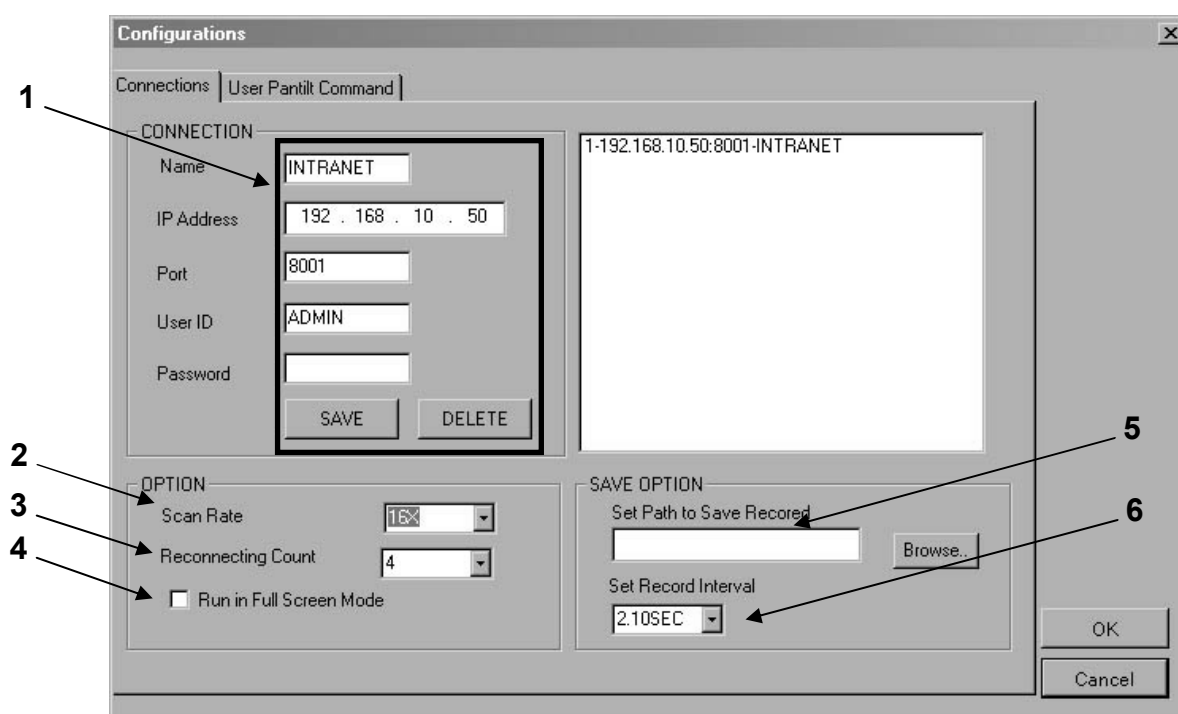 Configurations
Connections
User Pantilt Command
1
CONNECTION
Name
INTRANET
IP Address
192 . 168 . 10 . 50
Port
8001
User ID
ADMIN
Password
SAVE
DELETE
1-192.168.10.50:8001-INTRANET
2
3
4
OPTION
Scan Rate
16X
Reconnecting Count
4
Run in Full Screen Mode
5
6
SAVE OPTION
Set Path to Save Recored
Browse..
Set Record Interval
2.10SEC
OK
Cancel